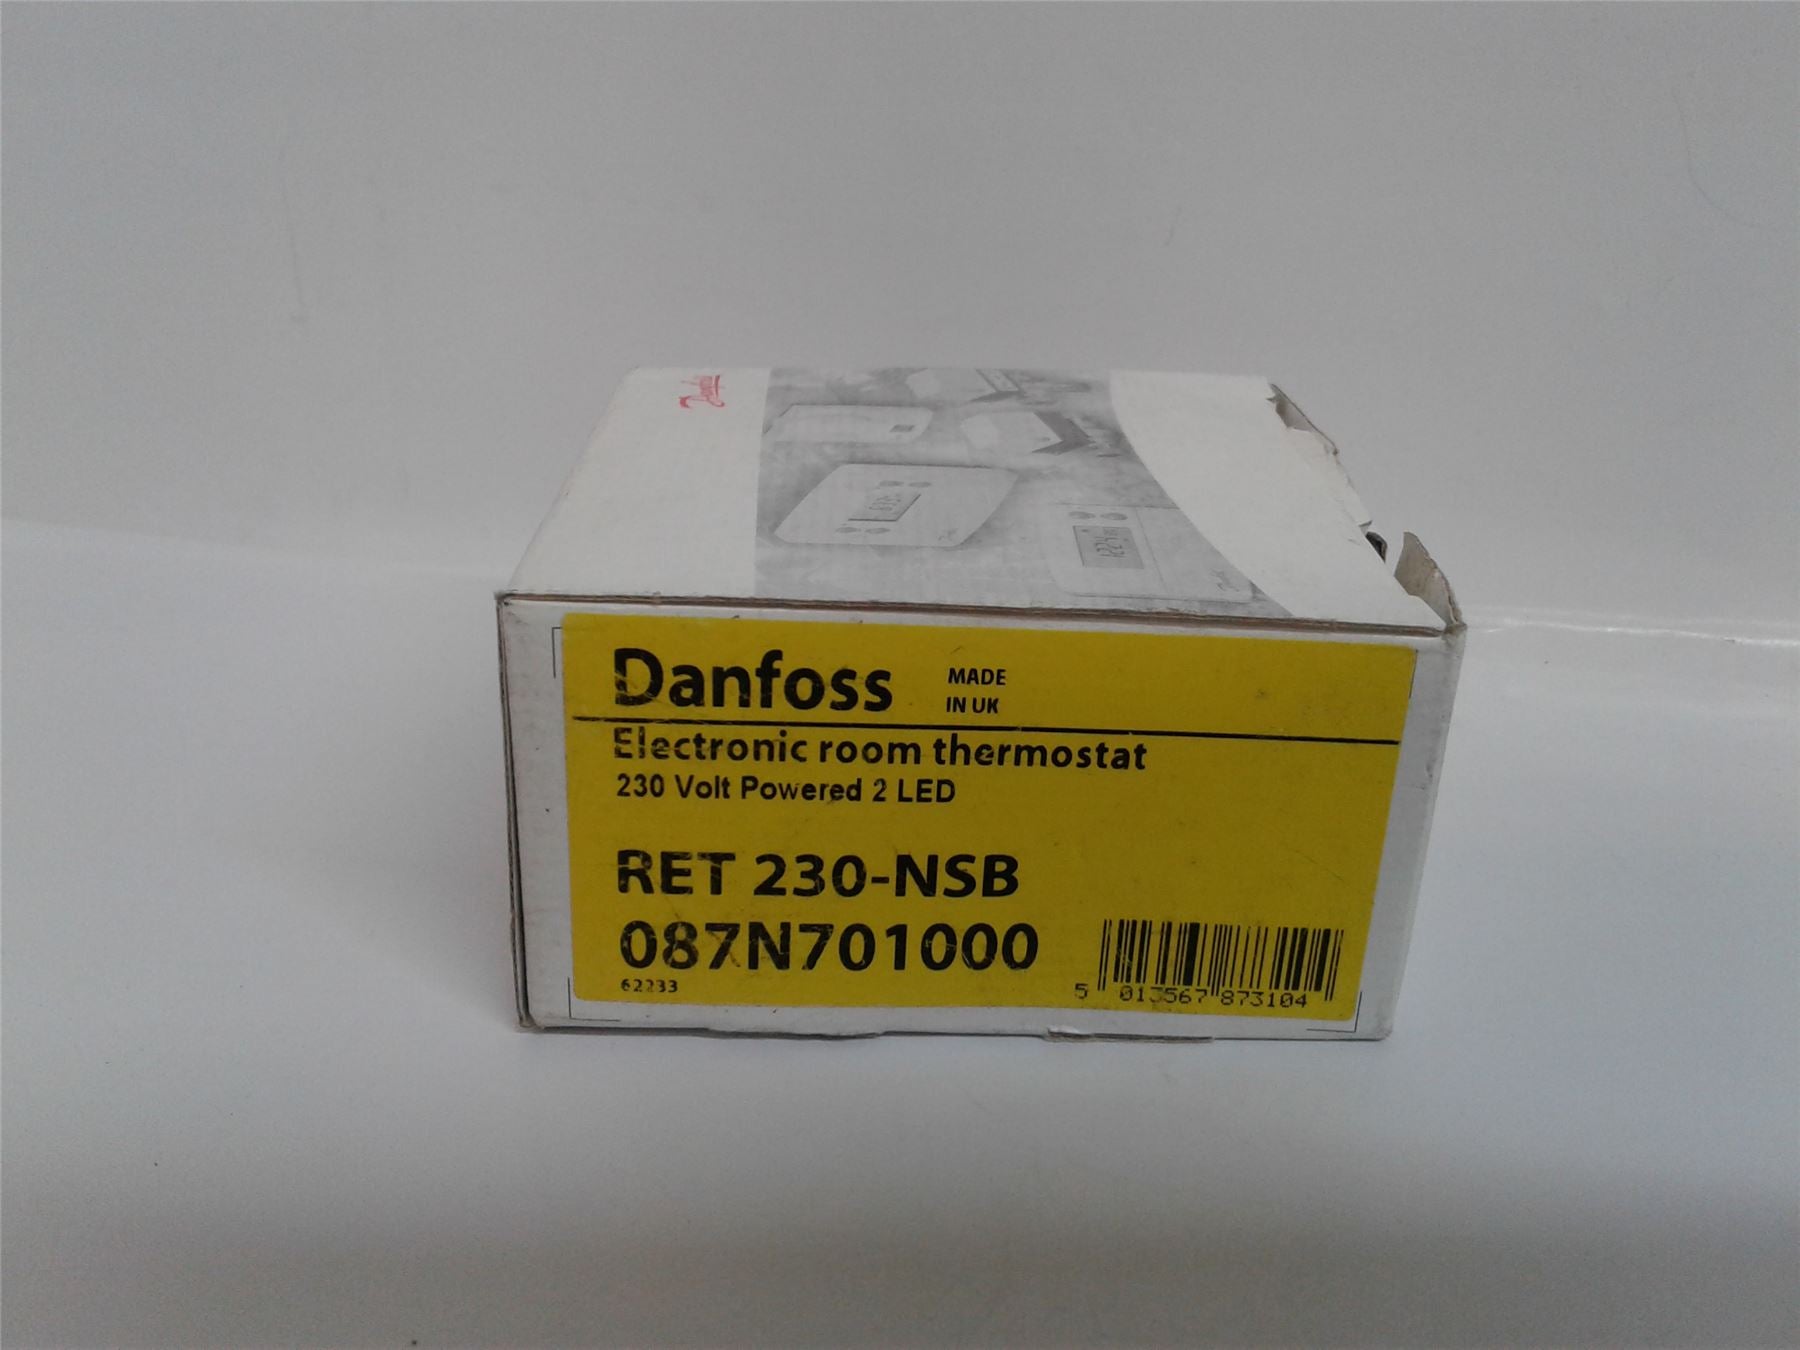 Danfoss
Danfoss
MADE
IN UK
Electronic room thermostat
230 Volt Powered 2 LED
RET 230-NSB
087N701000
62233
5 013567 873104